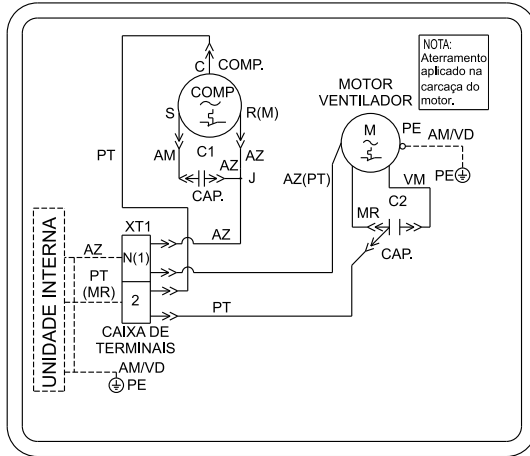 NOTA:
Aterramento
aplicado na
carcaça do
motor.
C
COMP.
COMP
S
R(M)
AM
C1
AZ
AZ
J
CAP.
PT
MOTOR
VENTILADOR
M
PE
AM/VD
PE
AZ(PT)
VM
MR
C2
CAP.
XT1
AZ
N(1)
AZ
PT
(MR)
2
PT
CAIXA DE
TERMINAIS
AM/VD
PE
UNIDADE INTERNA